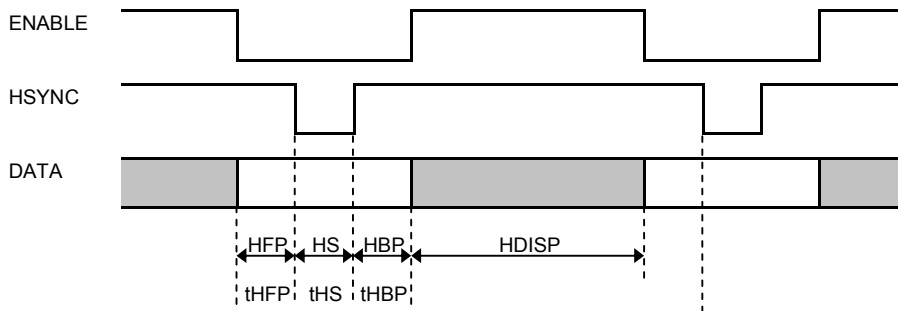 ENABLE
HSYNC
DATA
HFP HS HBP HDISP
tHFP tHS tHBP